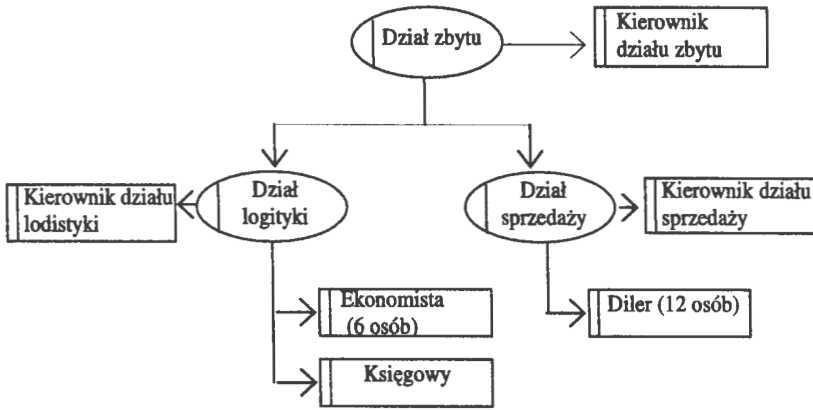 Dział zbytu
Kierownik
działu zbytu
Kierownik działu
lodistyki
Dział
logityki
Dział
sprzedaży
Kierownik działu
sprzedaży
Ekonomista
(6 osób)
Diler (12 osób)
Księgowy